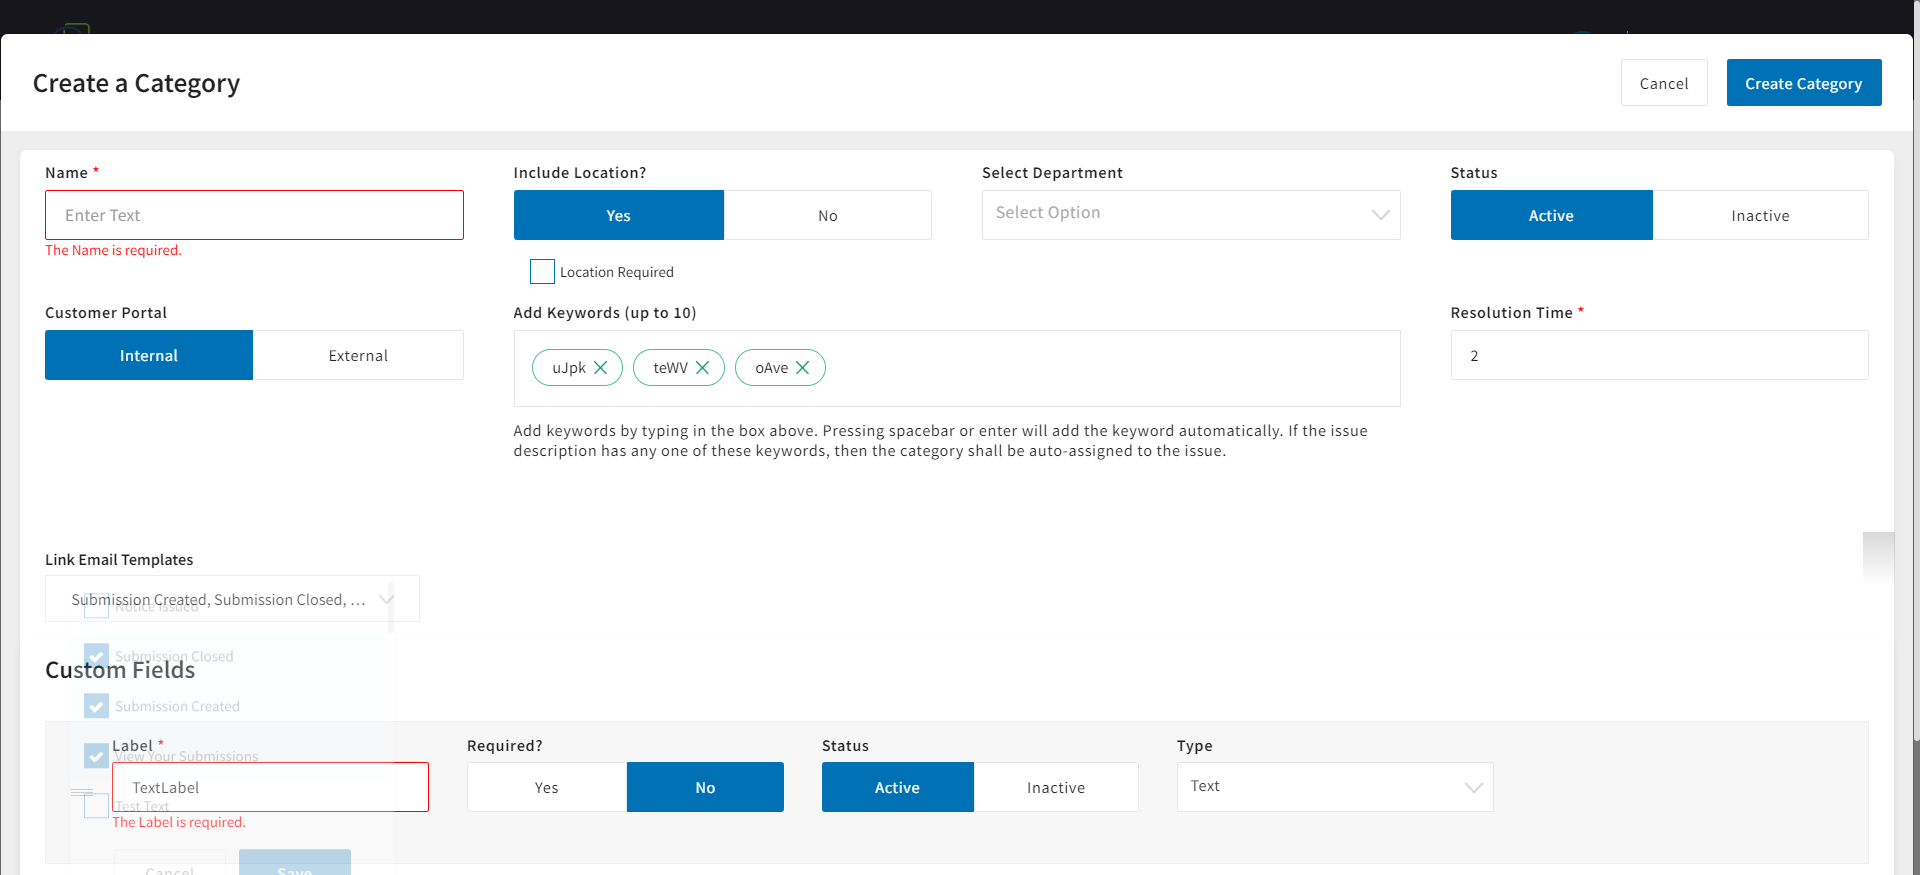 Create a Category
Cancel
Create Category
Name *
Include Location?
Select Department
Status
Enter Text
Yes
No
Select Option
Active
Inactive
The Name is required.
Location Required
Customer Portal
Add Keywords (up to 10)
Resolution Time *
Internal
External
uJpk
teWV
oAve
2
Add keywords by typing in the box above. Pressing spacebar or enter will add the keyword automatically. If the issue
description has any one of these keywords, then the category shall be auto-assigned to the issue.
Link Email Templates
Submission Created, Submission Closed, ...
Notice Issued
Submission Closed
Custom Fields
Submission Created
Label *
Required?
Status
Type
View Your Submissions
TextLabel
Yes
No
Active
Inactive
Text
Test Text
The Label is required.
Cancel
Save